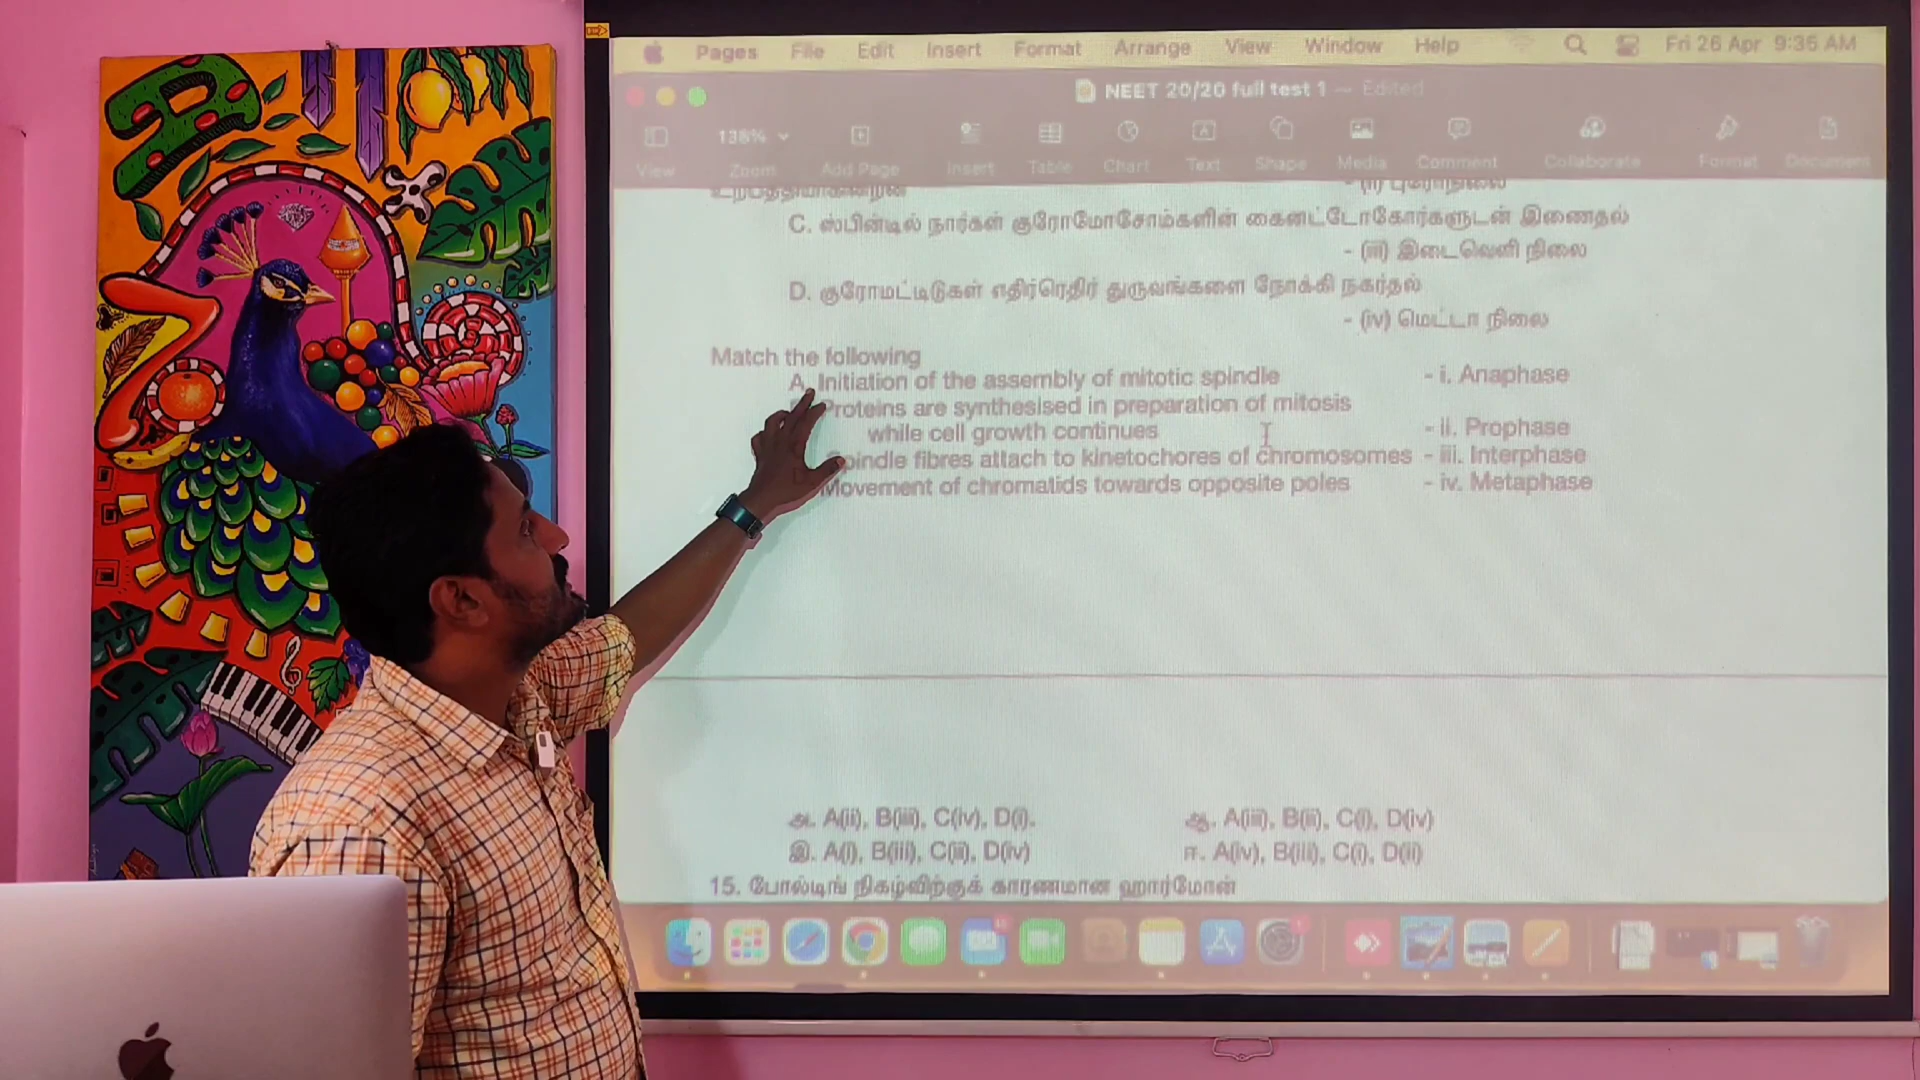 Pages File Edit Insert Format Arrange View Window Help Fri 26 Apr 9:35 AM
NEET 20/20 full test 1 — Edited
138%
View Zoom Add Page Insert Table Chart Text Shape Media Comment Collaborate Format Document
- (ii) புரோநிலை
C. ஸ்பின்டில் நார்கள் குரோமோசோம்களின் கைனட்டோகோர்களுடன் இணைதல்
- (iii) இடைவெளி நிலை
D. குரோமட்டிடுகள் எதிர்ரெதிர் துருவங்களை நோக்கி நகர்தல்
- (iv) மெட்டா நிலை
Match the following
A. Initiation of the assembly of mitotic spindle - i. Anaphase
Proteins are synthesised in preparation of mitosis
while cell growth continues - ii. Prophase
Spindle fibres attach to kinetochores of chromosomes - iii. Interphase
Movement of chromatids towards opposite poles - iv. Metaphase
அ. A(ii), B(iii), C(iv), D(i). ஆ. A(iii), B(ii), C(i), D(iv)
இ. A(i), B(iii), C(ii), D(iv) ஈ. A(iv), B(iii), C(i), D(ii)
15. போல்டிங் நிகழ்விற்குக் காரணமான ஹார்மோன்